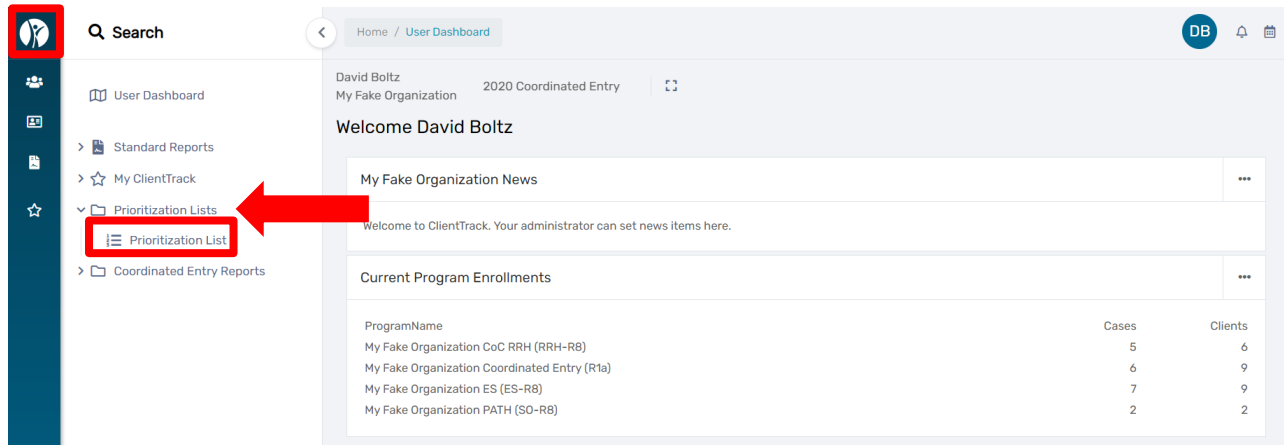 Search
Home / User Dashboard
DB
User Dashboard
Standard Reports
My ClientTrack
Prioritization Lists
Prioritization List
Coordinated Entry Reports
David Boltz
My Fake Organization
2020 Coordinated Entry
Welcome David Boltz
My Fake Organization News
Welcome to ClientTrack. Your administrator can set news items here.
Current Program Enrollments
ProgramName Cases Clients
My Fake Organization CoC RRH (RRH-R8) 5 6
My Fake Organization Coordinated Entry (R1a) 6 9
My Fake Organization ES (ES-R8) 7 9
My Fake Organization PATH (SO-R8) 2 2